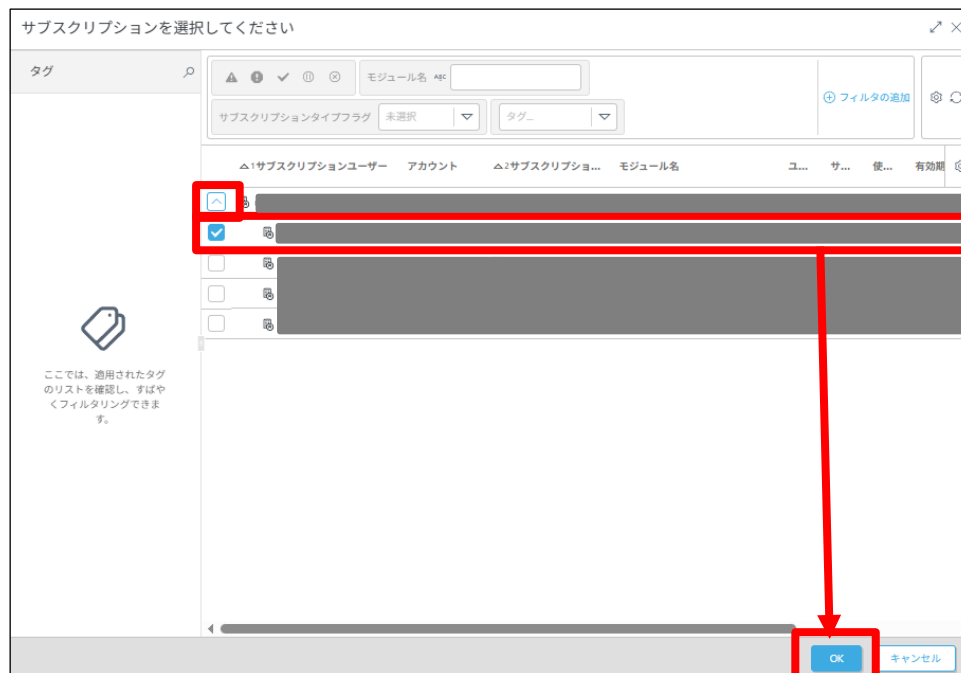 サブスクリプションを選択してください
タグ
モジュール名 ABC
フィルタの追加
サブスクリプションタイプフラグ 未選択 タグ_
△1サブスクリプションユーザー アカウント △2サブスクリプショ... モジュール名 ユ... サ... 使... 有効期
ここでは、適用されたタグ
のリストを確認し、すばや
くフィルタリングできま
す。
OK キャンセル